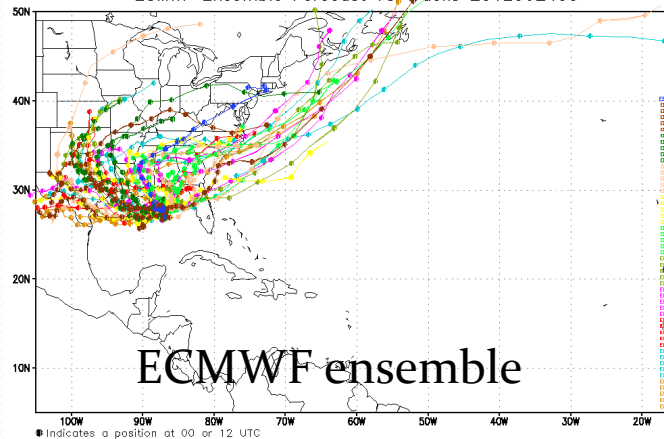 50N
40N
30N
20N
10N
ECMWF ensemble
100W 90W 80W 70W 60W 50W 40W 30W 20W
Indicates a position at 00 or 12 UTC